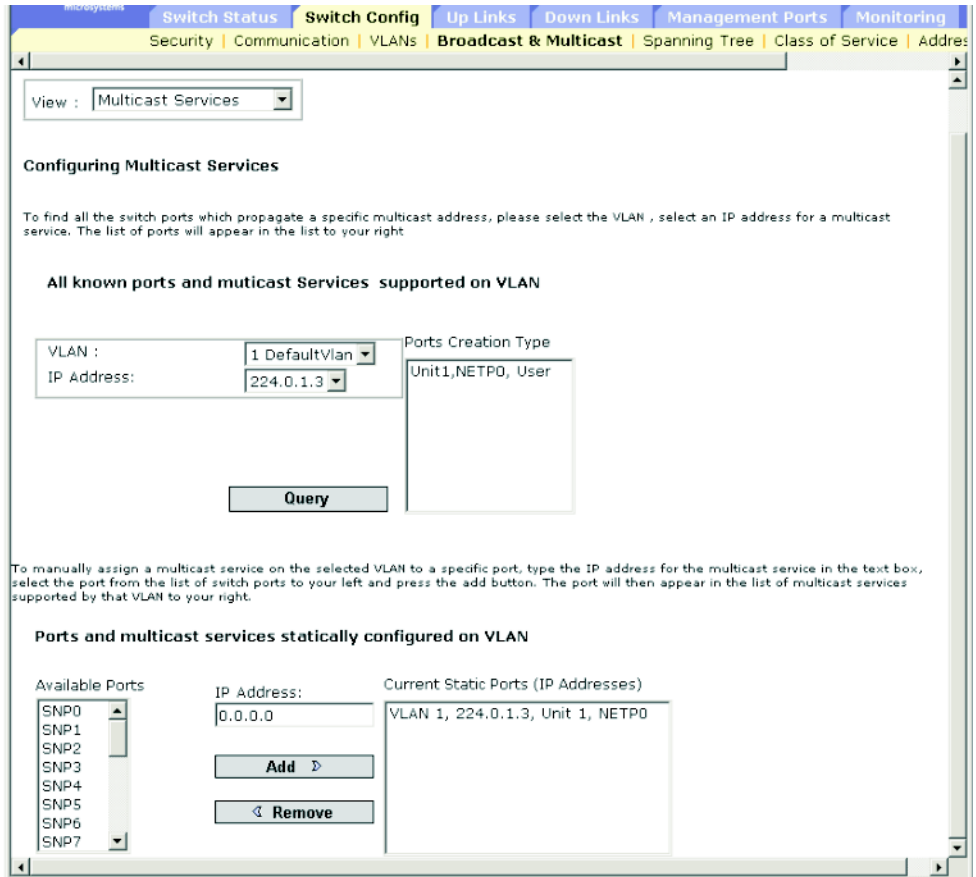 microsystems
Switch Status Switch Config Up Links Down Links Management Ports Monitoring
Security | Communication | VLANs | Broadcast & Multicast | Spanning Tree | Class of Service | Addres
View : Multicast Services
Configuring Multicast Services
To find all the switch ports which propagate a specific multicast address, please select the VLAN , select an IP address for a multicast
service. The list of ports will appear in the list to your right
All known ports and muticast Services supported on VLAN
VLAN : 1 DefaultVlan
IP Address: 224.0.1.3
Ports Creation Type
Unit1,NETP0, User
Query
To manually assign a multicast service on the selected VLAN to a specific port, type the IP address for the multicast service in the text box,
select the port from the list of switch ports to your left and press the add button. The port will then appear in the list of multicast services
supported by that VLAN to your right.
Ports and multicast services statically configured on VLAN
Available Ports
SNP0
SNP1
SNP2
SNP3
SNP4
SNP5
SNP6
SNP7
IP Address:
0.0.0.0
Add
Remove
Current Static Ports (IP Addresses)
VLAN 1, 224.0.1.3, Unit 1, NETP0